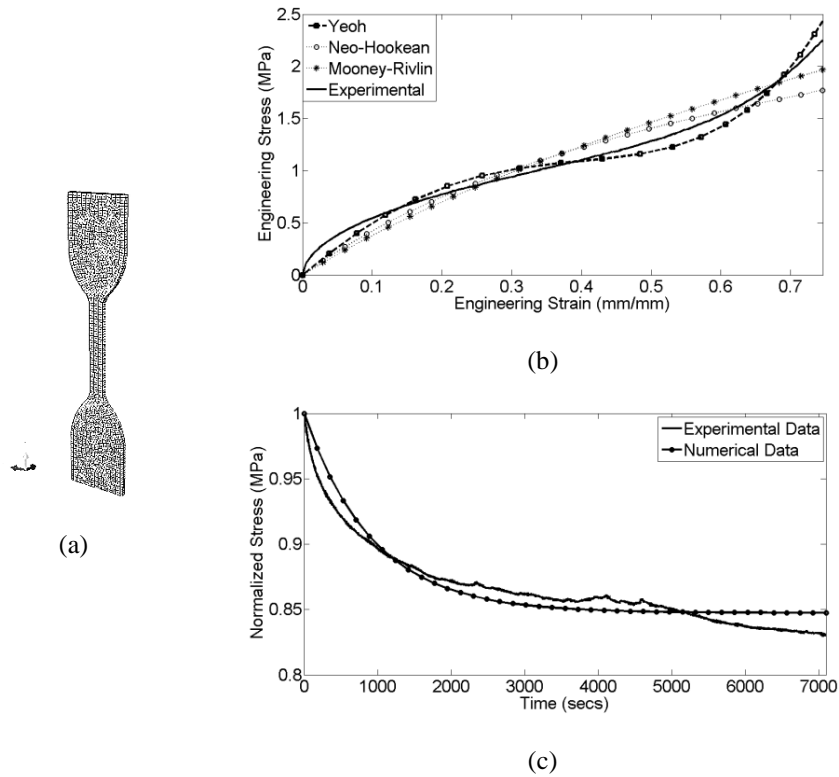 (a)
2.5
2
1.5
1
0.5
0
Engineering Stress (MPa)
Yeoh
Neo-Hookean
Mooney-Rivlin
Experimental
0 0.1 0.2 0.3 0.4 0.5 0.6 0.7
Engineering Strain (mm/mm)
(b)
1
0.95
0.9
0.85
0.8
Normalized Stress (MPa)
Experimental Data
Numerical Data
0 1000 2000 3000 4000 5000 6000 7000
Time (secs)
(c)